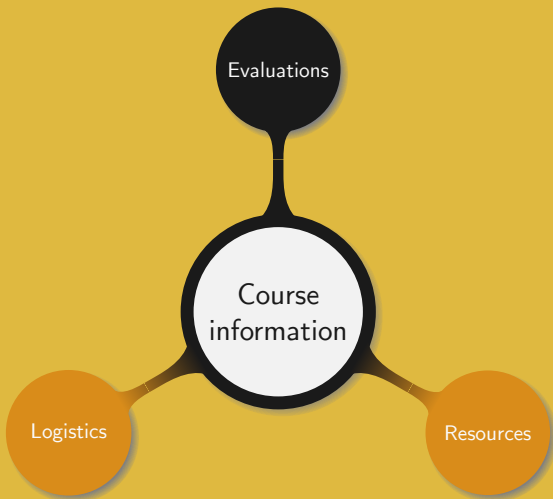 Evaluations
Course
information
Logistics
Resources